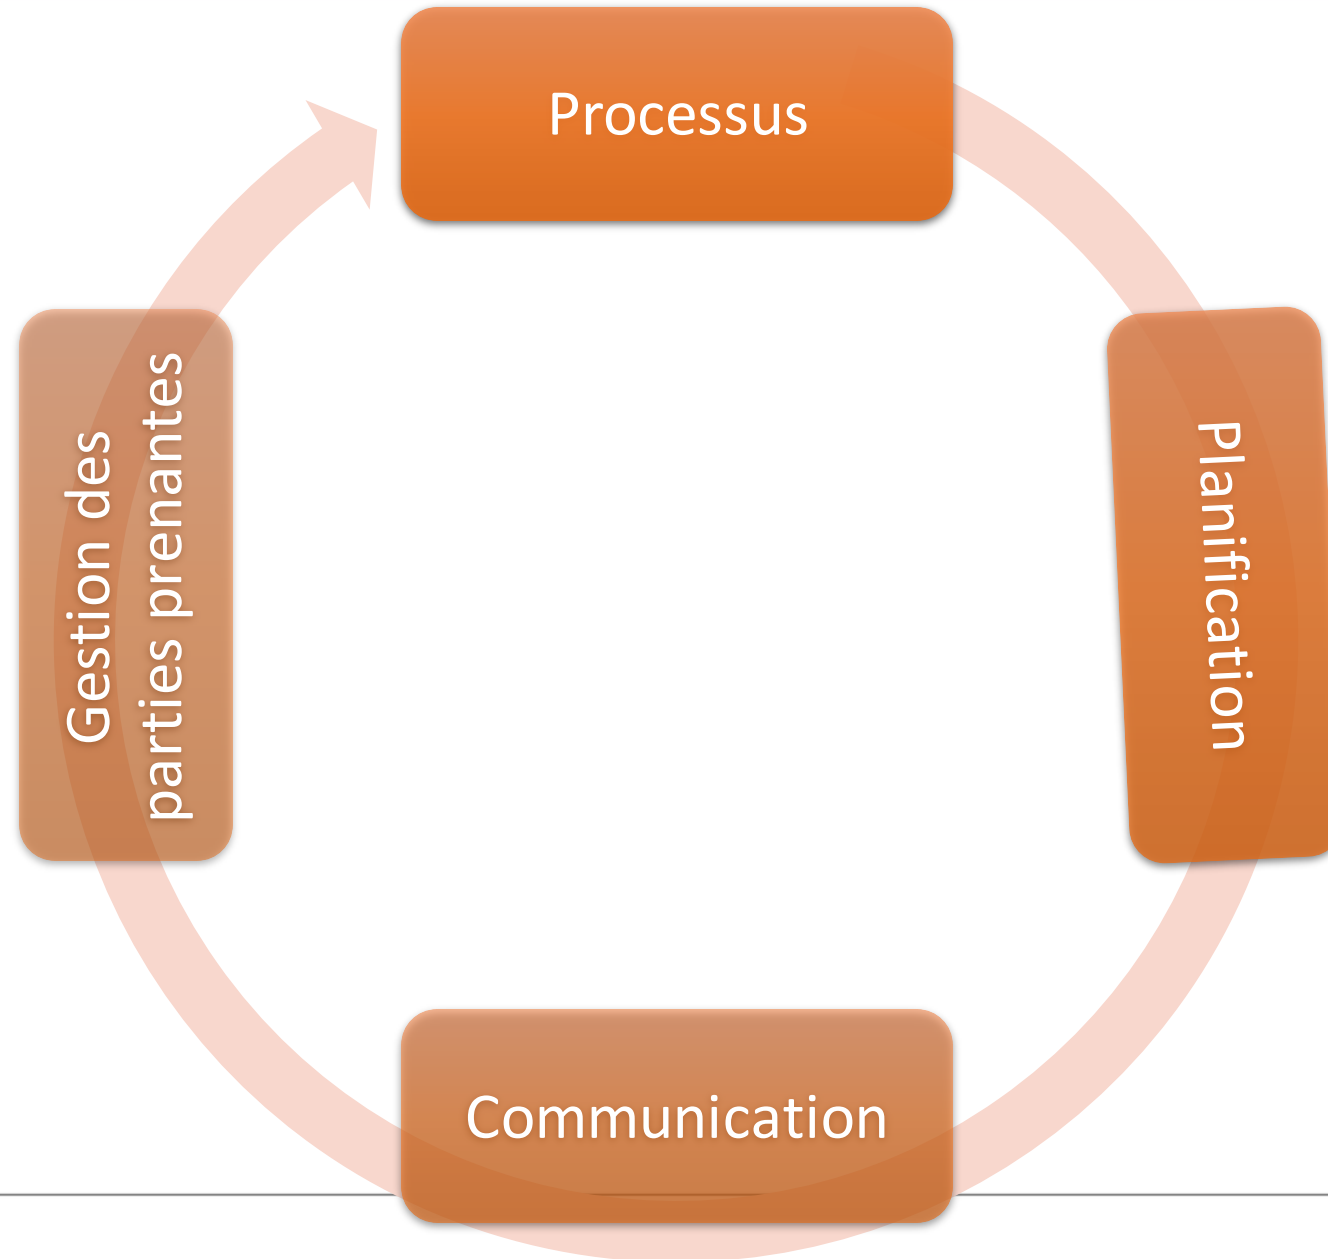 Processus
Planification
Communication
Gestion des
parties prenantes